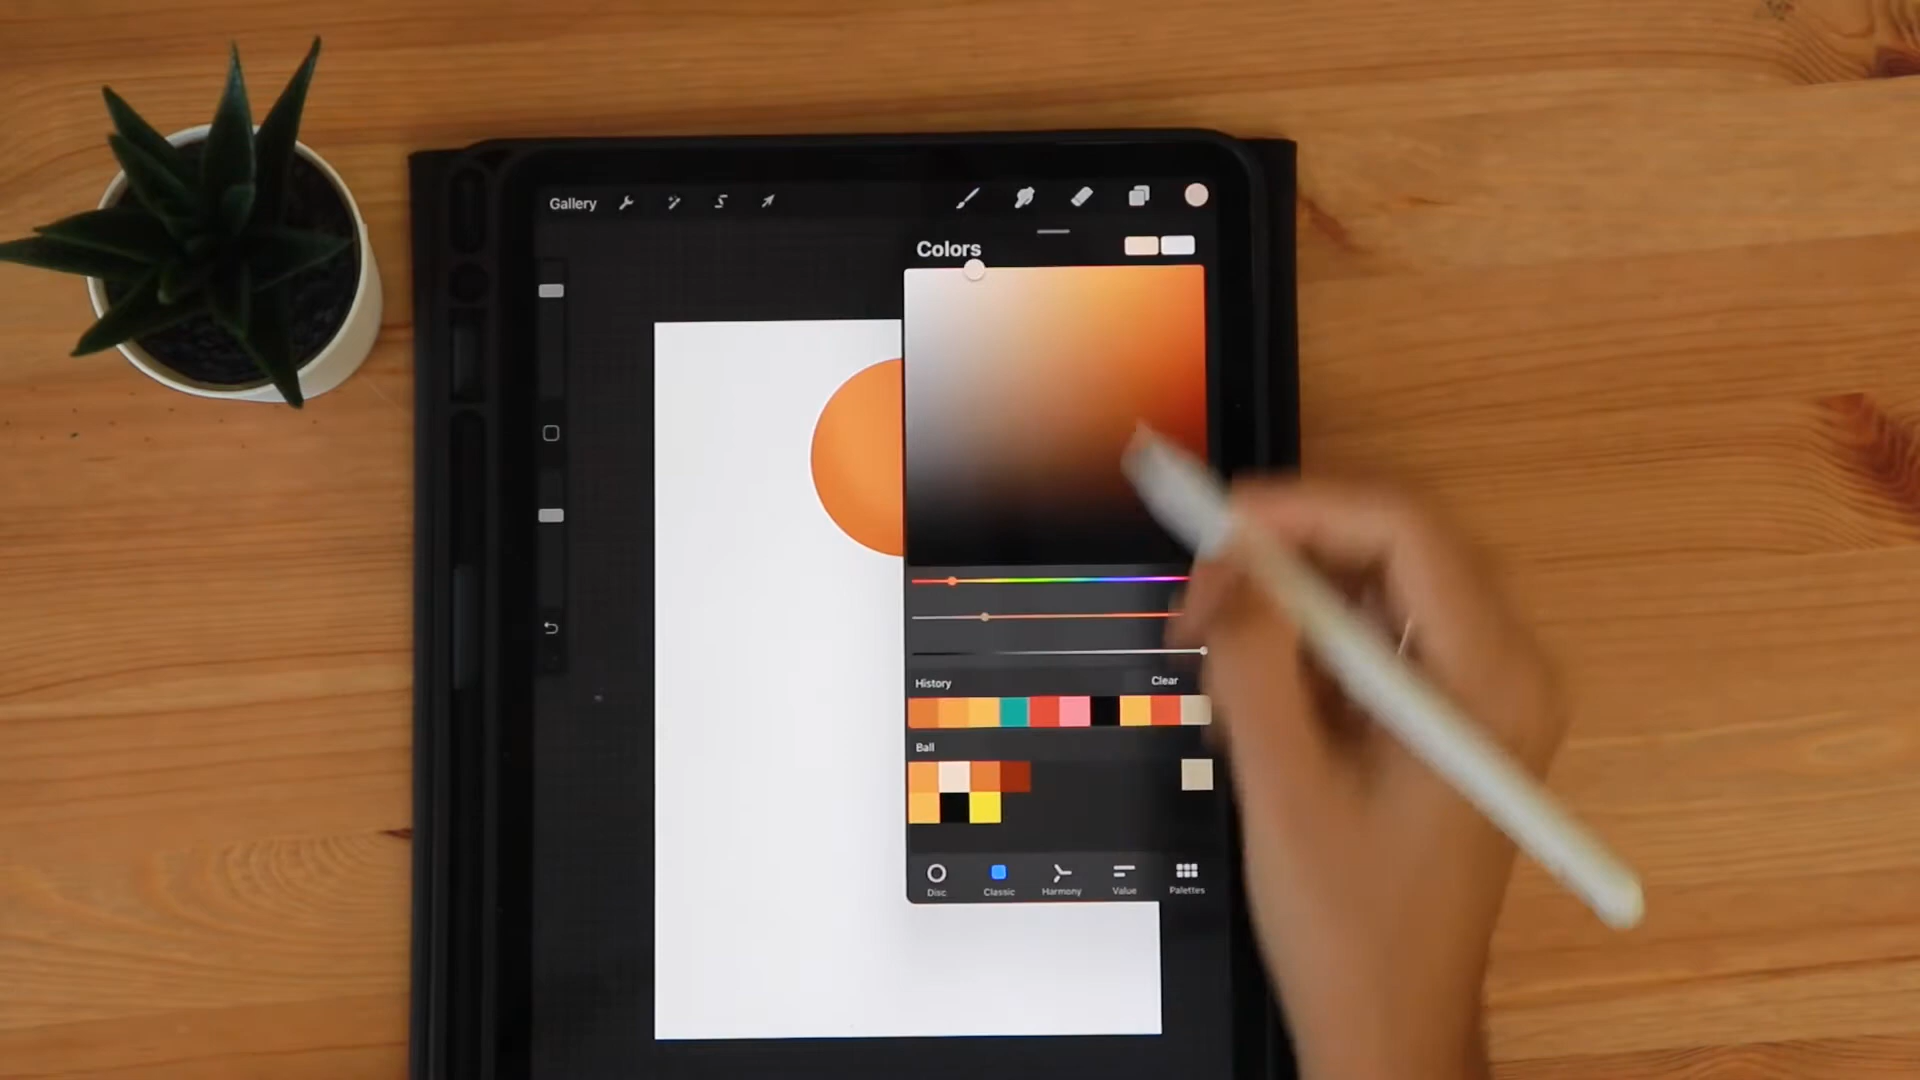 Gallery
Colors
History Clear
Ball
Disc Classic Harmony Value Palettes